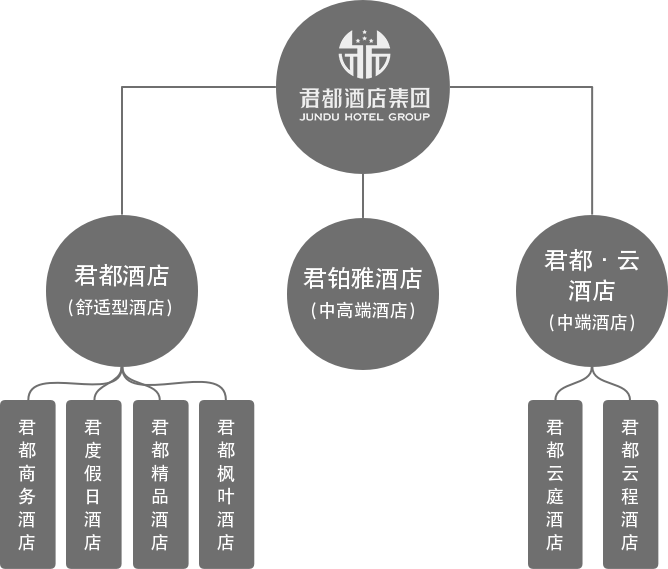 君都酒店集团
JUNDU HOTEL GROUP
君都酒店
（舒适型酒店）
君铂雅酒店
（中高端酒店）
君都·云
酒店
（中端酒店）
君都商务酒店
君度假日酒店
君都精品酒店
君都枫叶酒店
君都云庭酒店
君都云程酒店